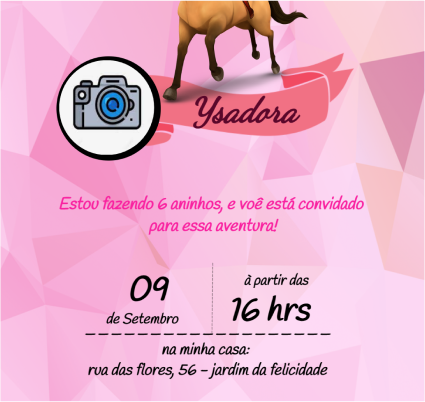 Ysadora
Estou fazendo 6 aninhos, e você está convidado
para essa aventura!
09
de Setembro
à partir das
16 hrs
na minha casa:
rua das flores, 56 - jardim da felicidade